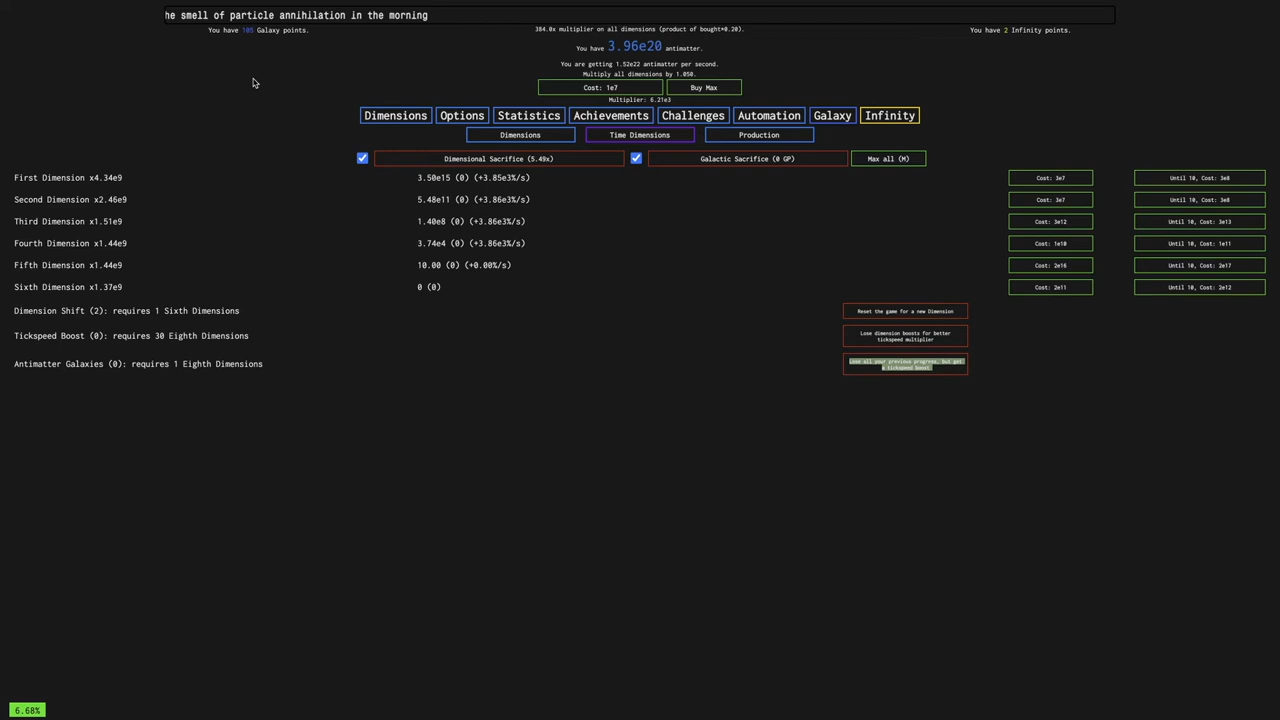 he smell of particle annihilation in the morning
You have 105 Galaxy points.
384.0x multiplier on all dimensions (product of bought*0.20).
You have 2 Infinity points.
You have 3.96e20 antimatter.
You are getting 1.52e22 antimatter per second.
Multiply all dimensions by 1.050.
Cost: 1e7 Buy Max
Multiplier: 6.21e3
Dimensions Options Statistics Achievements Challenges Automation Galaxy Infinity
Dimensions Time Dimensions Production
Dimensional Sacrifice (5.49x) Galactic Sacrifice (0 GP) Max all (M)
First Dimension x4.34e9 3.50e15 (0) (+3.85e3%/s) Cost: 3e7 Until 10, Cost: 3e8
Second Dimension x2.46e9 5.48e11 (0) (+3.86e3%/s) Cost: 3e7 Until 10, Cost: 3e8
Third Dimension x1.51e9 1.40e8 (0) (+3.86e3%/s) Cost: 3e12 Until 10, Cost: 3e13
Fourth Dimension x1.44e9 3.74e4 (0) (+3.86e3%/s) Cost: 1e10 Until 10, Cost: 1e11
Fifth Dimension x1.44e9 10.00 (0) (+0.00%/s) Cost: 2e16 Until 10, Cost: 2e17
Sixth Dimension x1.37e9 0 (0) Cost: 2e11 Until 10, Cost: 2e12
Dimension Shift (2): requires 1 Sixth Dimensions Reset the game for a new Dimension
Tickspeed Boost (0): requires 30 Eighth Dimensions Lose dimension boosts for better
tickspeed multiplier
Antimatter Galaxies (0): requires 1 Eighth Dimensions Lose all your previous progress, but get
a tickspeed boost
6.68%